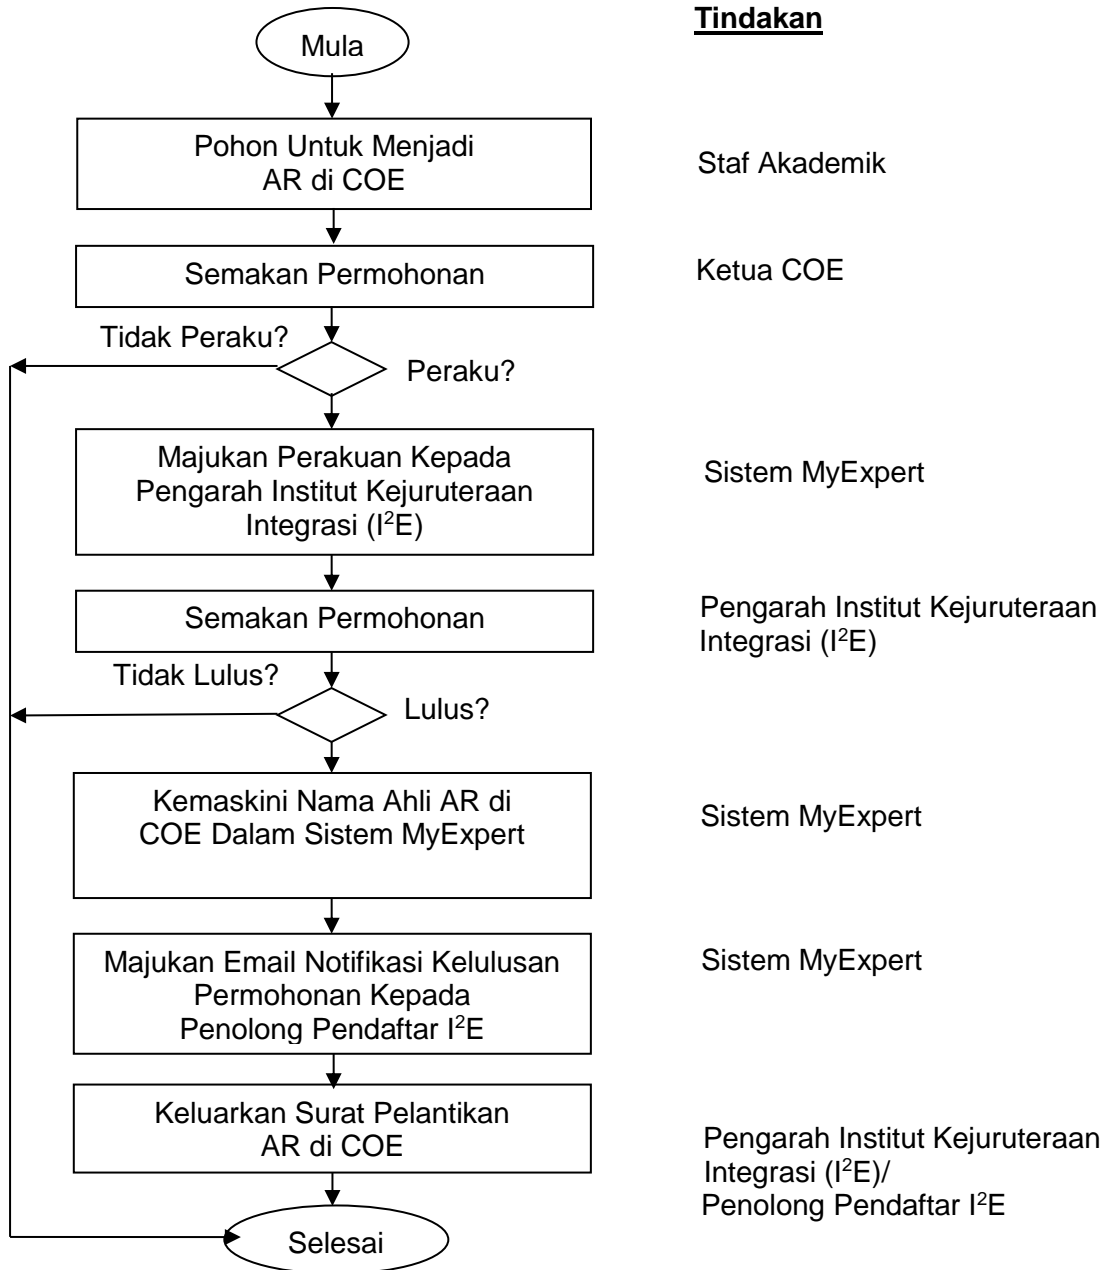 Tindakan
Mula
Pohon Untuk Menjadi
AR di COE
Staf Akademik
Semakan Permohonan
Ketua COE
Tidak Peraku?
Peraku?
Majukan Perakuan Kepada
Pengarah Institut Kejuruteraan
Integrasi (I²E)
Sistem MyExpert
Semakan Permohonan
Pengarah Institut Kejuruteraan
Integrasi (I²E)
Tidak Lulus?
Lulus?
Kemaskini Nama Ahli AR di
COE Dalam Sistem MyExpert
Sistem MyExpert
Majukan Email Notifikasi Kelulusan
Permohonan Kepada
Penolong Pendaftar I²E
Sistem MyExpert
Keluarkan Surat Pelantikan
AR di COE
Pengarah Institut Kejuruteraan
Integrasi (I²E)/
Penolong Pendaftar I²E
Selesai